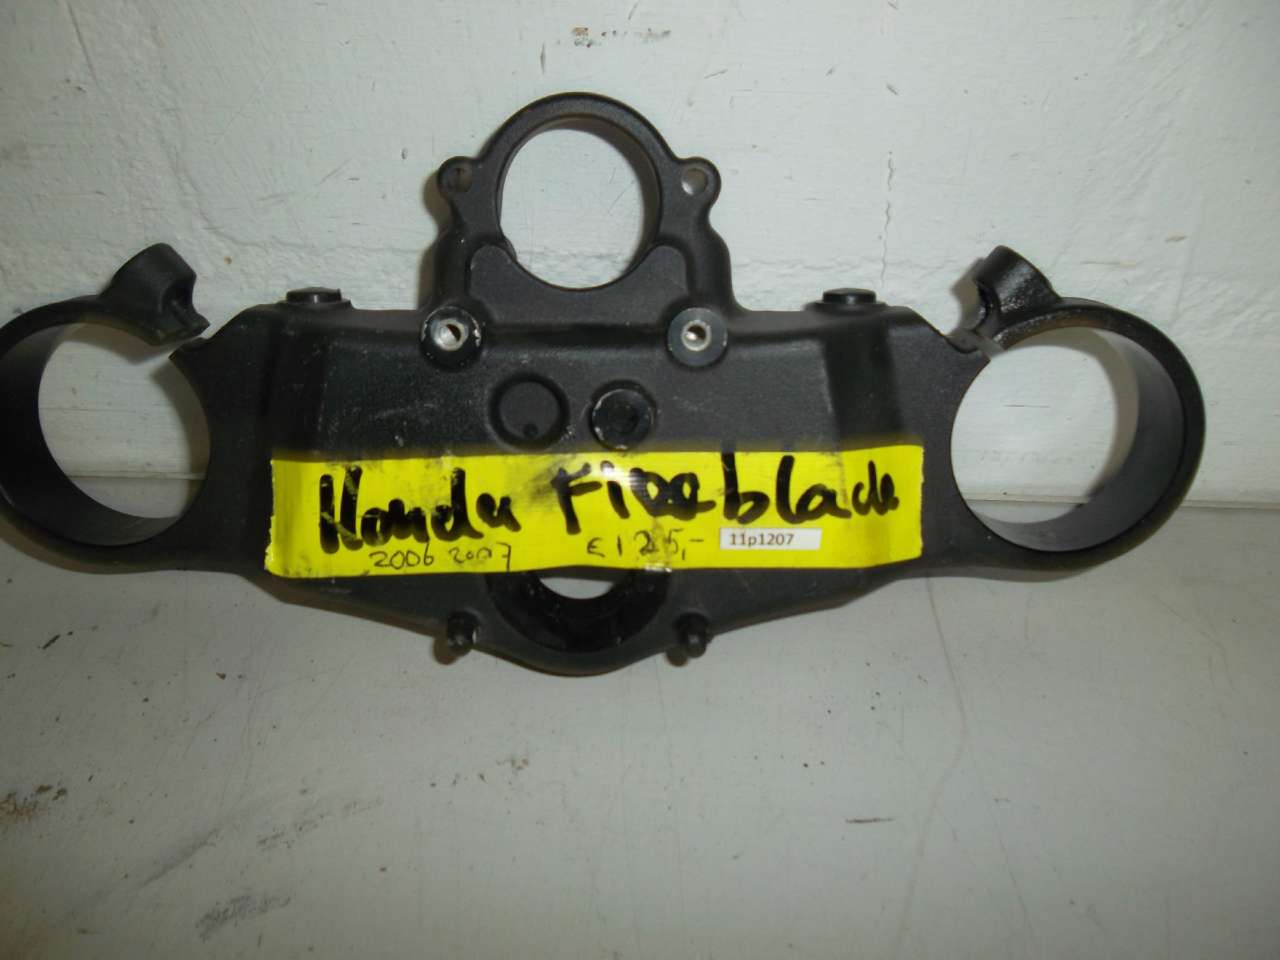 Honda Fireblade
2006 2007 € 125,- 11p1207